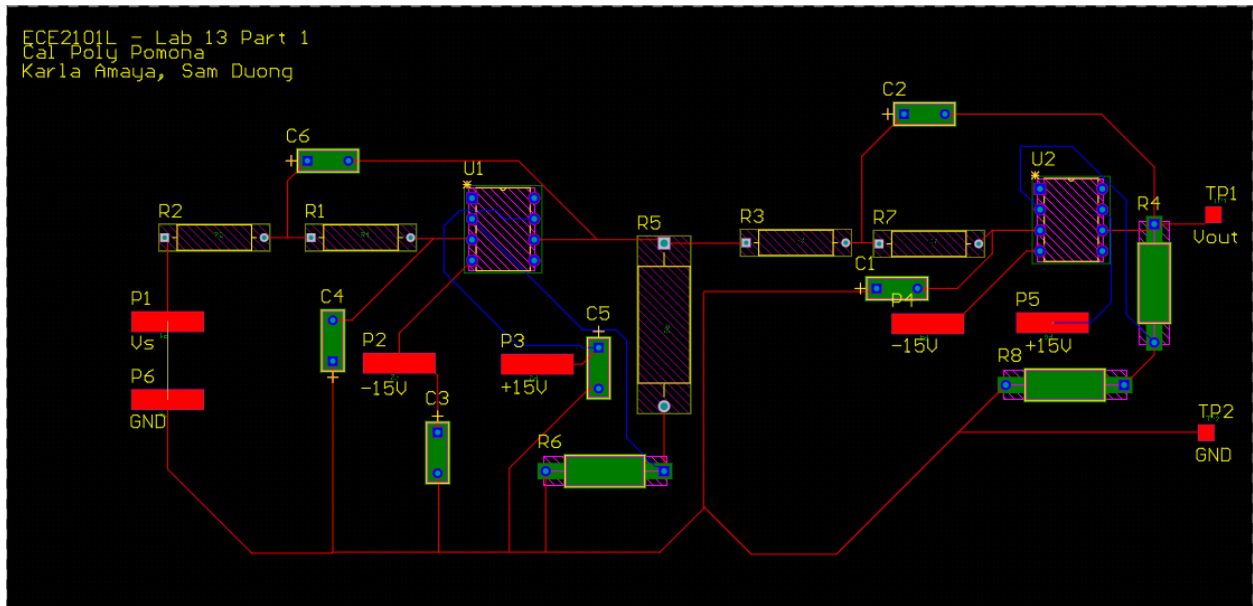 ECE2101L - Lab 13 Part 1
Cal Poly Pomona
Karla Amaya, Sam Duong
C2
C6
U1
U2
R2
R1
R5
R3
R7
R4
TP1
Vout
C1
P1
Vs
C4
P2
-15V
P3
+15V
C5
P4
-15V
P5
+15V
R8
P6
GND
C3
R6
TP2
GND